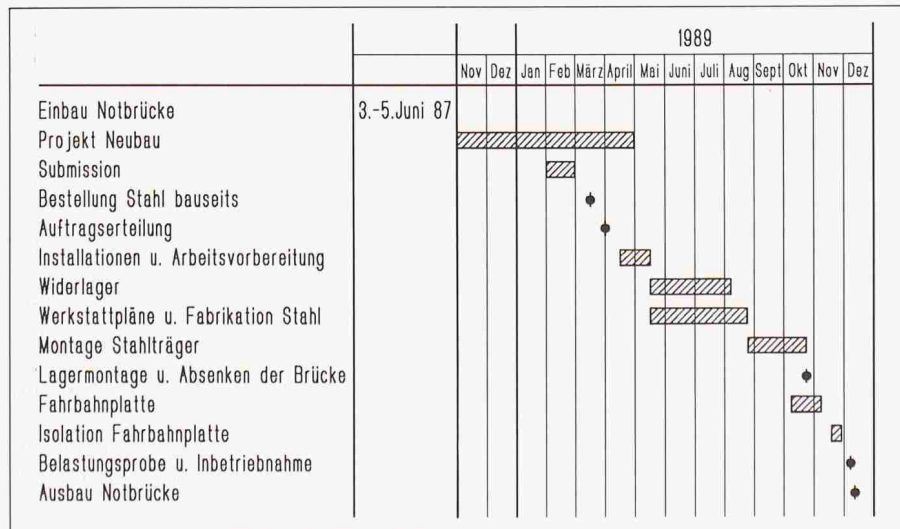 1989
Nov Dez Jan Feb März April Mai Juni Juli Aug Sept Okt Nov Dez
Einbau Notbrücke 3.-5.Juni 87
Projekt Neubau
Submission
Bestellung Stahl bauseits
Auftragserteilung
Installationen u. Arbeitsvorbereitung
Widerlager
Werkstattpläne u. Fabrikation Stahl
Montage Stahlträger
Lagermontage u. Absenken der Brücke
Fahrbahnplatte
Isolation Fahrbahnplatte
Belastungsprobe u. Inbetriebnahme
Ausbau Notbrücke